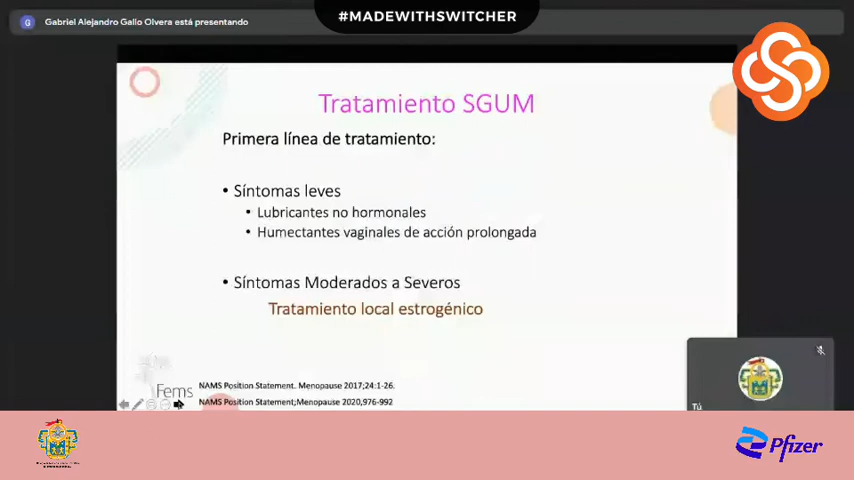 #MADEWITHSWITCHER
G
Gabriel Alejandro Gallo Olvera está presentando
Tratamiento SGUM
Primera línea de tratamiento:
• Síntomas leves
• Lubricantes no hormonales
• Humectantes vaginales de acción prolongada
• Síntomas Moderados a Severos
Tratamiento local estrogénico
Fems
NAMS Position Statement. Menopause 2017;24:1-26.
NAMS Position Statement;Menopause 2020,976-992
Tú
Pfizer